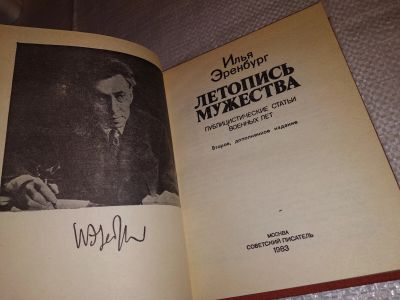 Илья
Эренбург
ЛЕТОПИСЬ
МУЖЕСТВА
ПУБЛИЦИСТИЧЕСКИЕ СТАТЬИ
ВОЕННЫХ ЛЕТ
Второе, дополненное издание
МОСКВА
СОВЕТСКИЙ ПИСАТЕЛЬ
1983